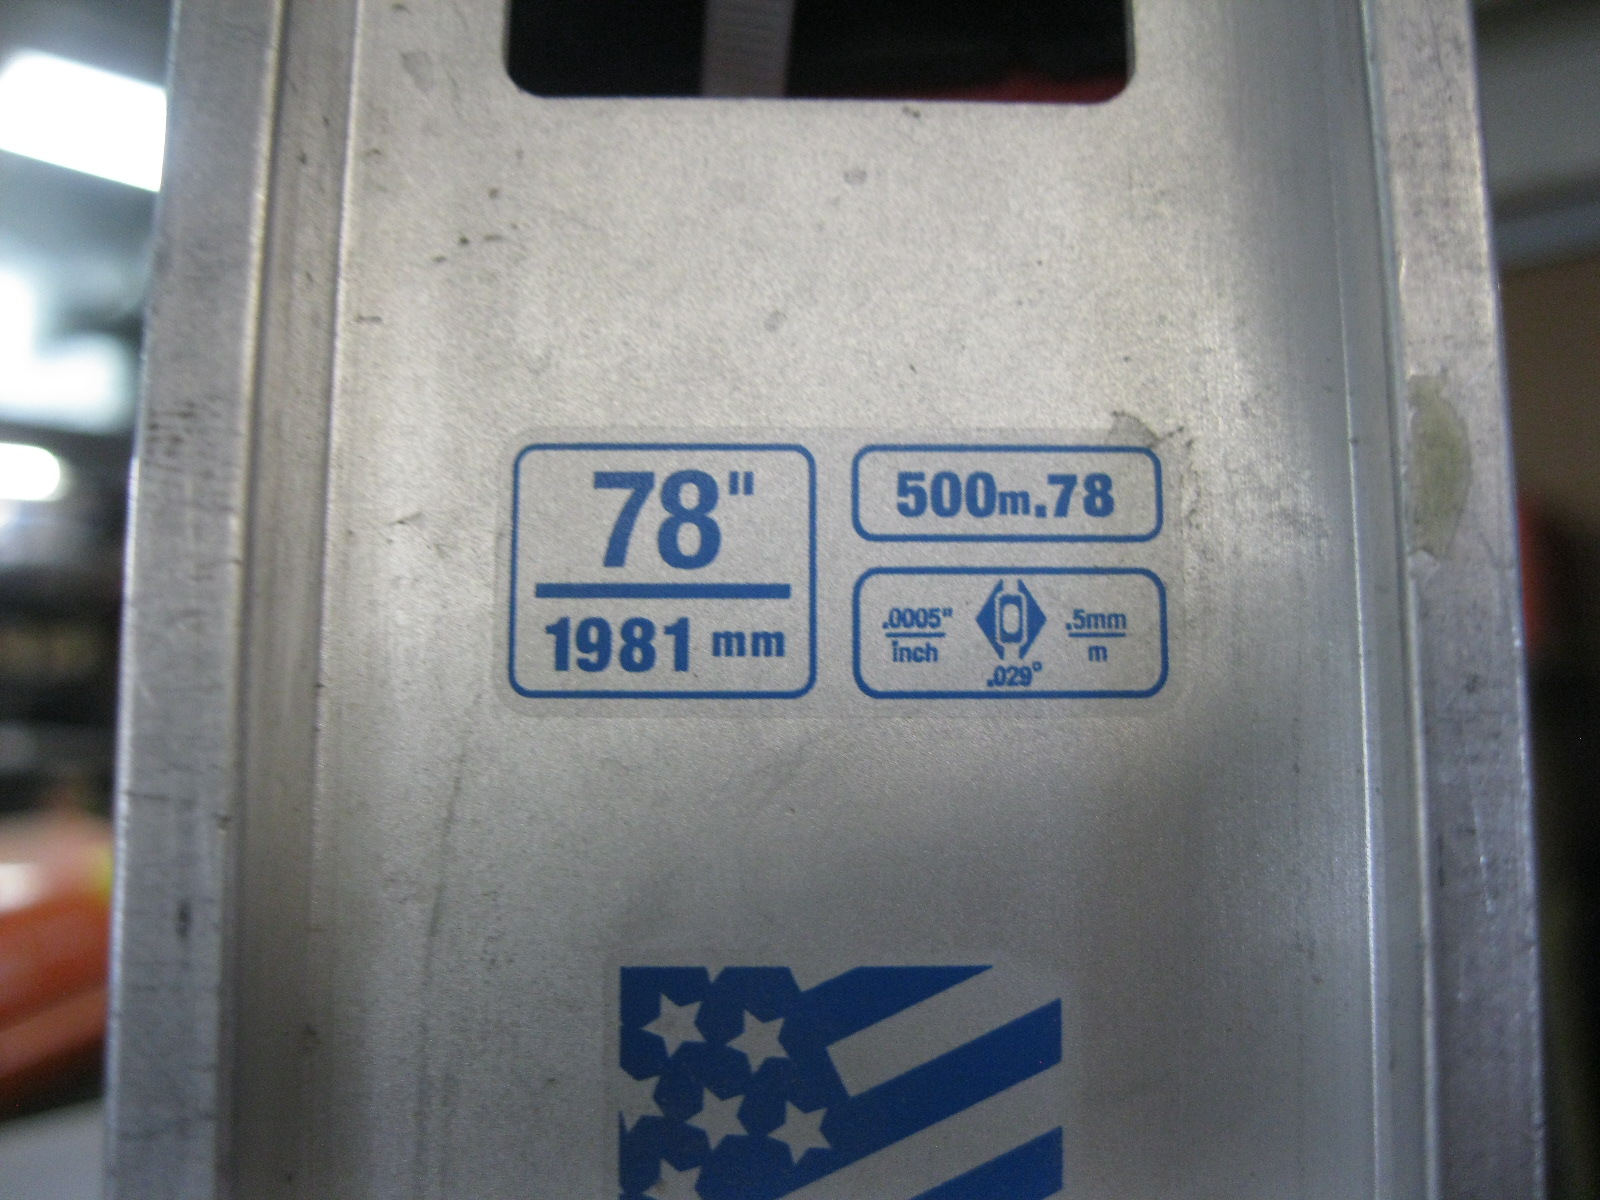 78"
1981 mm
500m.78
.0005"
inch
.5mm
m
.029°